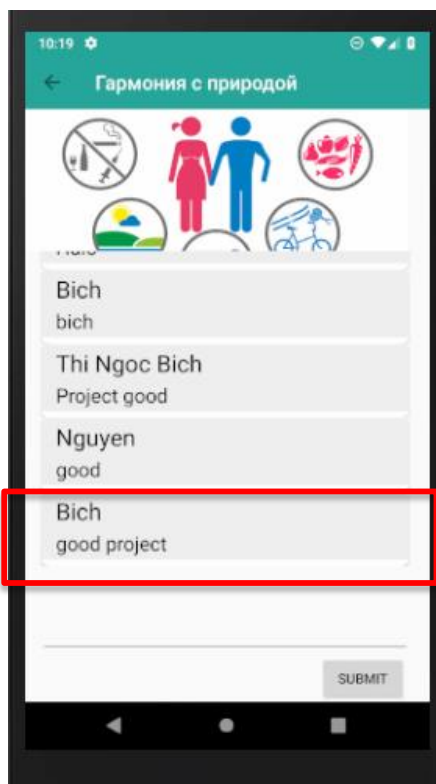 10:19
Гармония с природой
Bich
bich
Thi Ngoc Bich
Project good
Nguyen
good
Bich
good project
SUBMIT